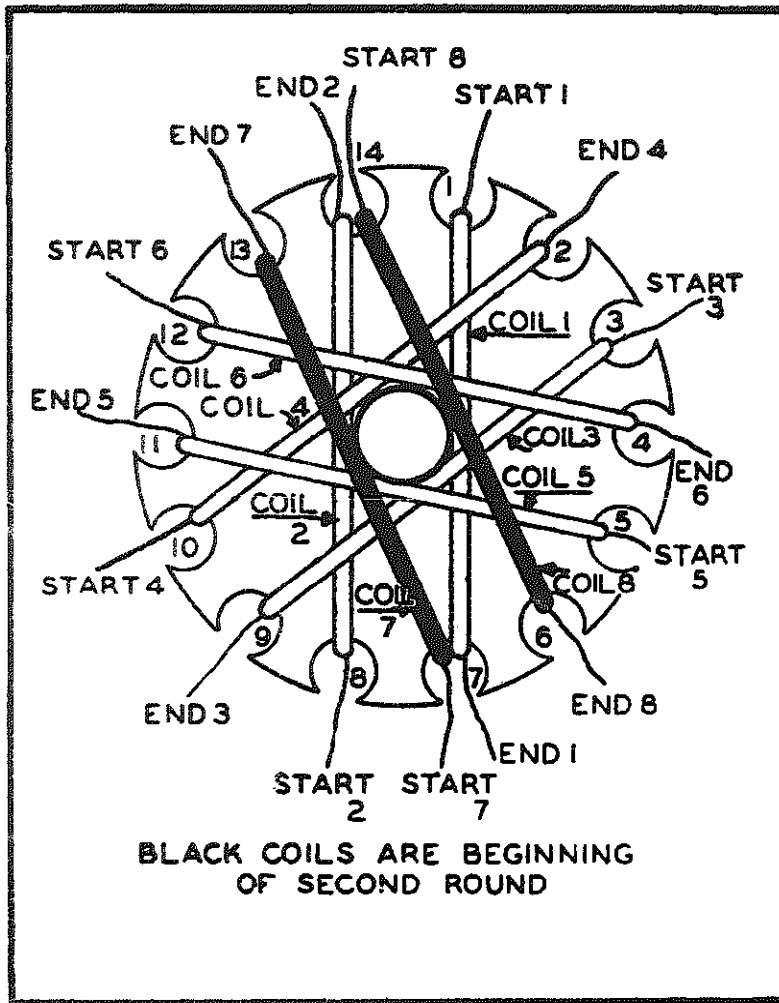 START 8
END 2
START 1
END 7
14
1
END 4
2
START 6
13
START
3
3
12
COIL 1
COIL 6
END 5
COIL 4
COIL 3
4
11
END
6
COIL 5
COIL
2
5
10
START
5
START 4
COIL
7
COIL 8
9
6
8
7
END 3
END 8
END 1
START
2
START
7
BLACK COILS ARE BEGINNING
OF SECOND ROUND